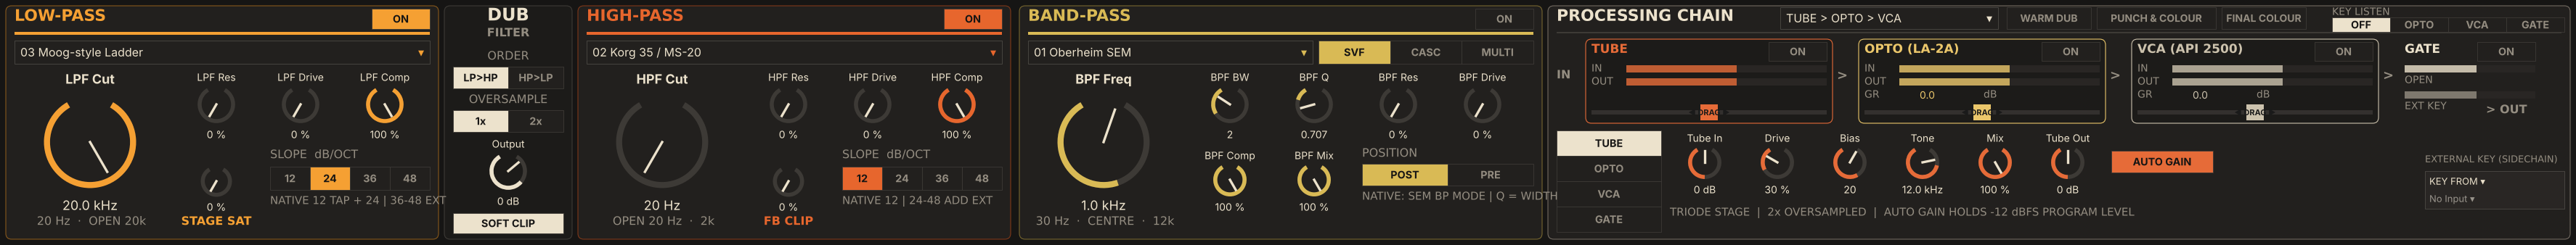 LOW-PASS
ON
03 Moog-style Ladder ▾
LPF Cut
20.0 kHz
20 Hz · OPEN 20k
LPF Res
0 %
LPF Drive
0 %
LPF Comp
100 %
0 %
STAGE SAT
SLOPE dB/OCT
12 24 36 48
NATIVE 12 TAP + 24 | 36-48 EXT
DUB
FILTER
ORDER
LP>HP HP>LP
OVERSAMPLE
1x 2x
Output
0 dB
SOFT CLIP
HIGH-PASS
ON
02 Korg 35 / MS-20 ▾
HPF Cut
20 Hz
OPEN 20 Hz · 2k
HPF Res
0 %
HPF Drive
0 %
HPF Comp
100 %
0 %
FB CLIP
SLOPE dB/OCT
12 24 36 48
NATIVE 12 | 24-48 ADD EXT
BAND-PASS
ON
01 Oberheim SEM ▾
SVF CASC MULTI
BPF Freq
1.0 kHz
30 Hz · CENTRE · 12k
BPF BW
2
BPF Q
0.707
BPF Res
0 %
BPF Drive
0 %
BPF Comp
100 %
BPF Mix
100 %
POSITION
POST PRE
NATIVE: SEM BP MODE | Q = WIDTH
PROCESSING CHAIN
TUBE > OPTO > VCA ▾
WARM DUB PUNCH & COLOUR FINAL COLOUR
KEY LISTEN
OFF OPTO VCA GATE
IN
TUBE
ON
IN
OUT
DRAG
>
OPTO (LA-2A)
ON
IN
OUT
GR 0.0 dB
DRAG
>
VCA (API 2500)
ON
IN
OUT
GR 0.0 dB
DRAG
>
GATE
ON
OPEN
EXT KEY
> OUT
TUBE
OPTO
VCA
GATE
Tube In
0 dB
Drive
30 %
Bias
20
Tone
12.0 kHz
Mix
100 %
Tube Out
0 dB
AUTO GAIN
TRIODE STAGE | 2x OVERSAMPLED | AUTO GAIN HOLDS -12 dBFS PROGRAM LEVEL
EXTERNAL KEY (SIDECHAIN)
KEY FROM ▾
No Input ▾